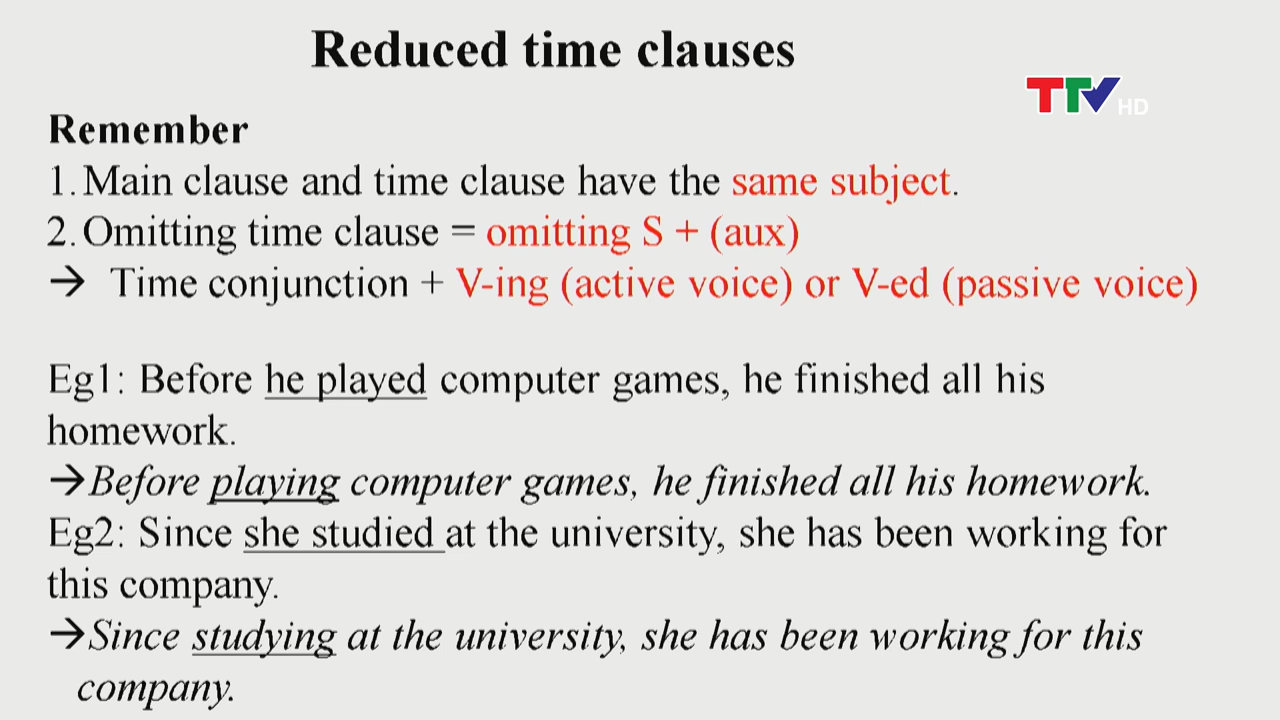 Reduced time clauses
TTV HD
Remember
1. Main clause and time clause have the same subject.
2. Omitting time clause = omitting S + (aux)
→ Time conjunction + V-ing (active voice) or V-ed (passive voice)
Eg1: Before he played computer games, he finished all his
homework.
→Before playing computer games, he finished all his homework.
Eg2: Since she studied at the university, she has been working for
this company.
→Since studying at the university, she has been working for this
company.